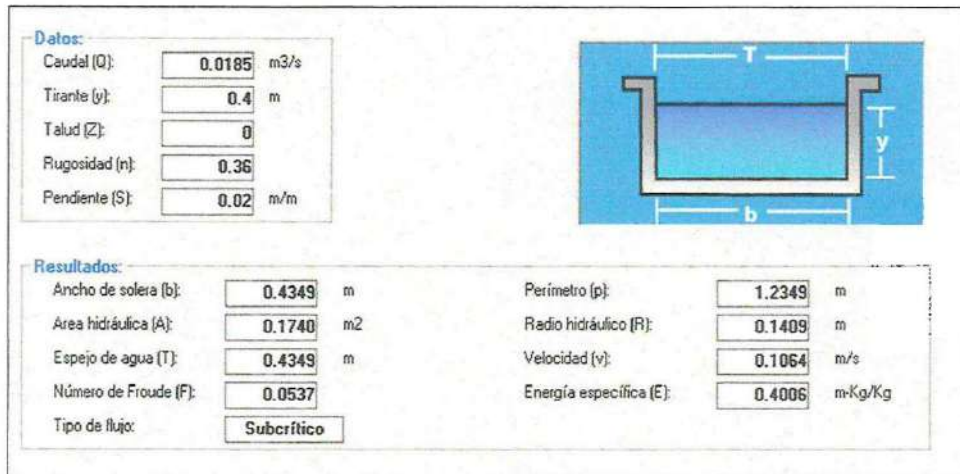 Datos:
Caudal (Q): 0.0185 m3/s
Tirante (y): 0.4 m
Talud (Z): 0
Rugosidad (n): 0.36
Pendiente (S): 0.02 m/m
T
y
b
Resultados:
Ancho de solera (b): 0.4349 m Perímetro (p): 1.2349 m
Area hidráulica (A): 0.1740 m2 Radio hidráulico (R): 0.1409 m
Espejo de agua (T): 0.4349 m Velocidad (v): 0.1064 m/s
Número de Froude (F): 0.0537 Energía específica (E): 0.4006 m-Kg/Kg
Tipo de flujo: Subcrítico